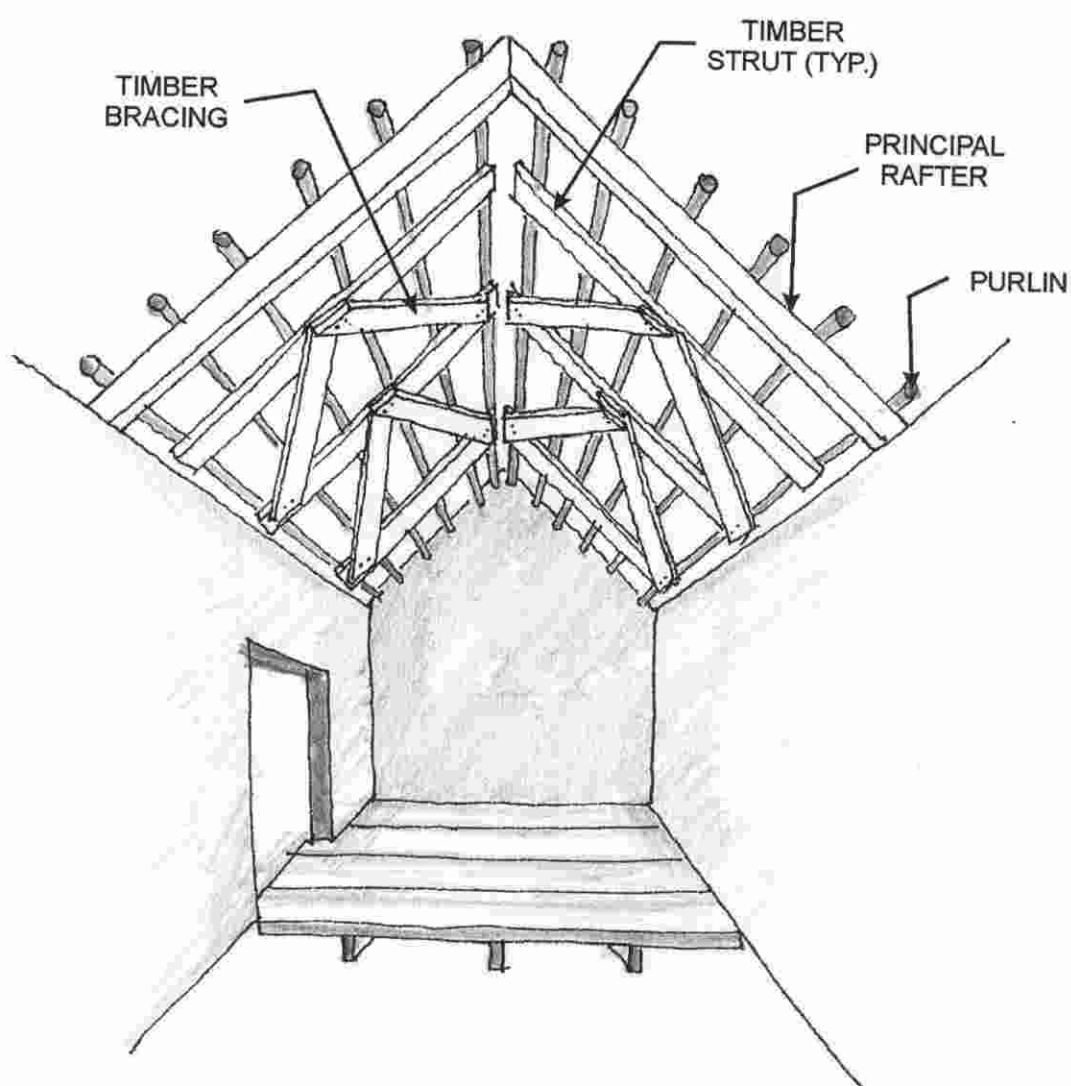 TIMBER
STRUT (TYP.)
TIMBER
BRACING
PRINCIPAL
RAFTER
PURLIN